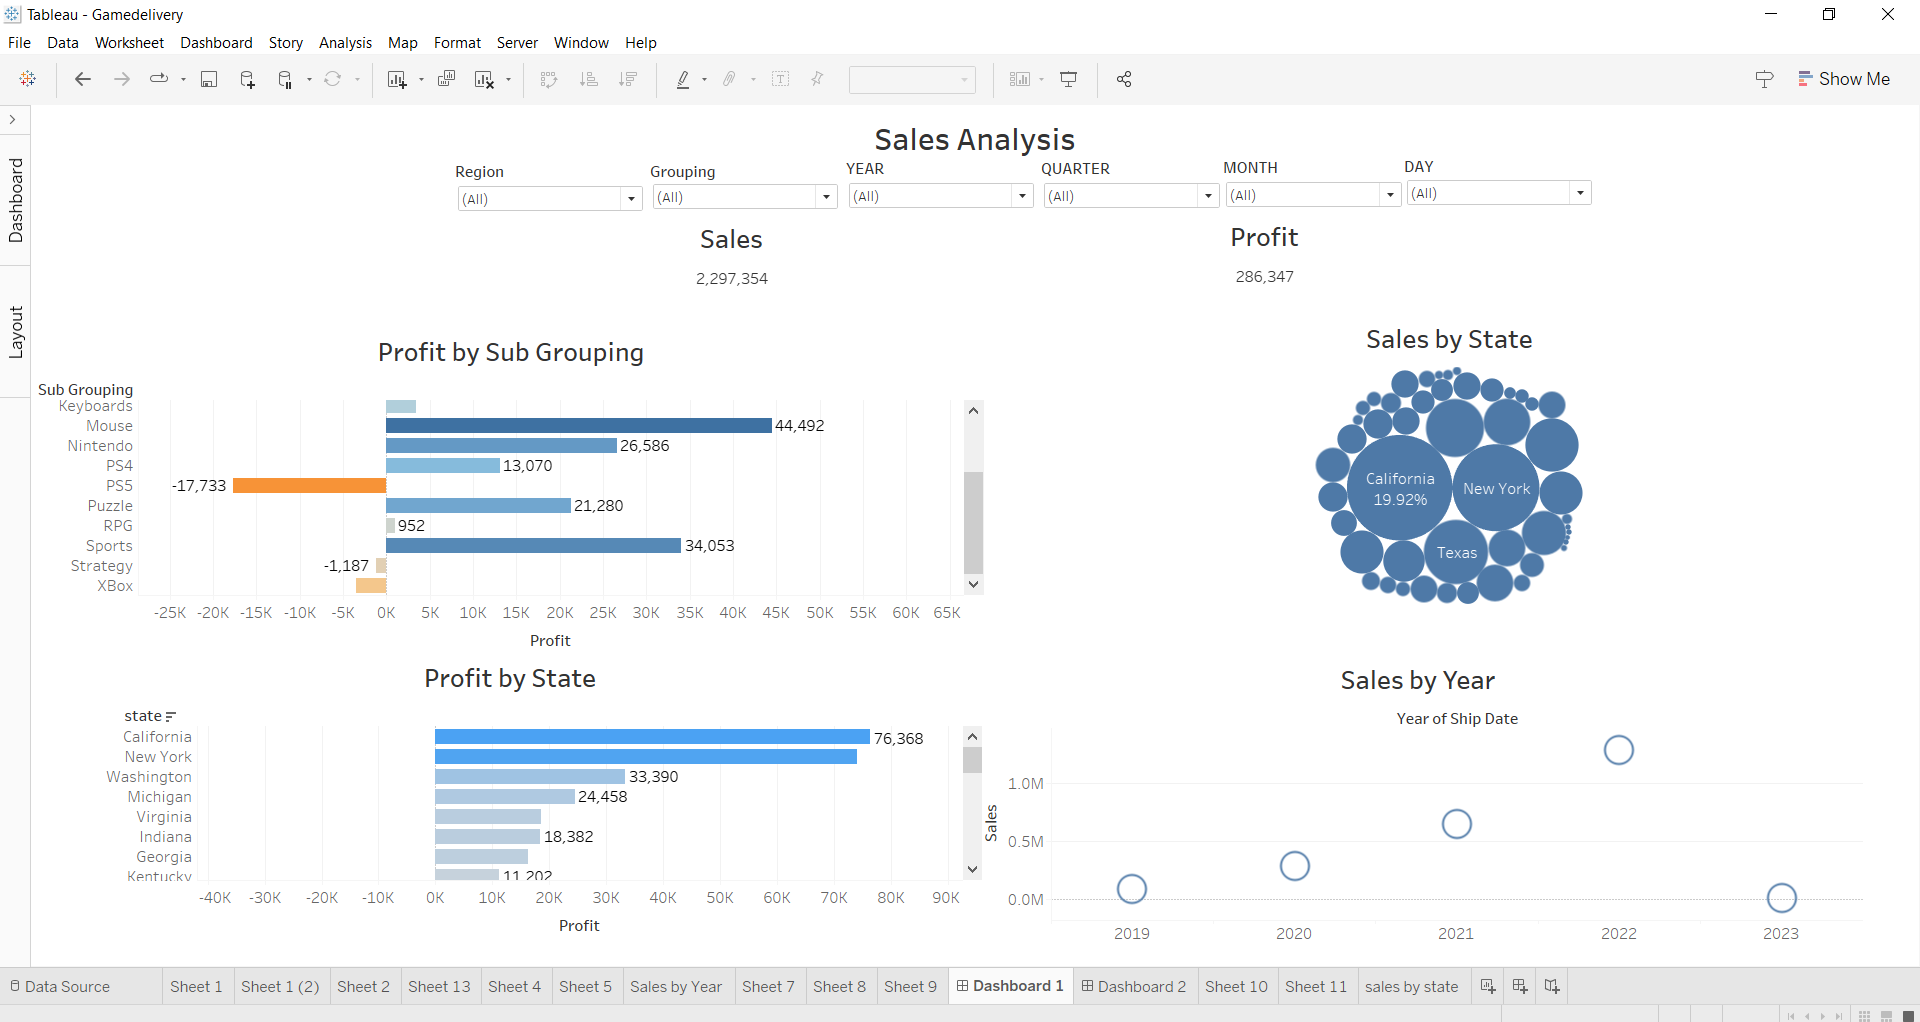 Tableau - Gamedelivery
File Data Worksheet Dashboard Story Analysis Map Format Server Window Help
Show Me
Dashboard
Layout
Sales Analysis
Region Grouping YEAR QUARTER MONTH DAY
(All) (All) (All) (All) (All) (All)
Sales Profit
2,297,354 286,347
Profit by Sub Grouping
Sub Grouping
Keyboards
Mouse 44,492
Nintendo 26,586
PS4 13,070
PS5 -17,733
Puzzle 21,280
RPG 952
Sports 34,053
Strategy -1,187
XBox
-25K -20K -15K -10K -5K 0K 5K 10K 15K 20K 25K 30K 35K 40K 45K 50K 55K 60K 65K
Profit
Sales by State
California
19.92%
New York
Texas
Profit by State
state
California 76,368
New York
Washington 33,390
Michigan 24,458
Virginia
Indiana 18,382
Georgia
Kentucky 11,202
-40K -30K -20K -10K 0K 10K 20K 30K 40K 50K 60K 70K 80K 90K
Profit
Sales by Year
Year of Ship Date
Sales
1.0M
0.5M
0.0M
2019 2020 2021 2022 2023
Data Source Sheet 1 Sheet 1 (2) Sheet 2 Sheet 13 Sheet 4 Sheet 5 Sales by Year Sheet 7 Sheet 8 Sheet 9 Dashboard 1 Dashboard 2 Sheet 10 Sheet 11 sales by state